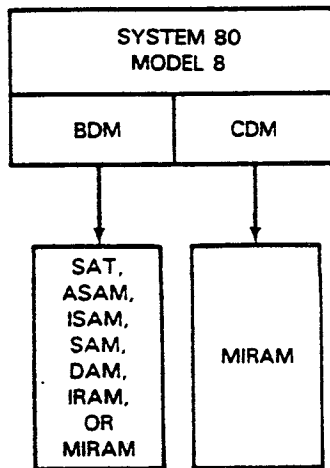 SYSTEM 80
MODEL 8
BDM
CDM
SAT,
ASAM,
ISAM,
SAM,
DAM,
IRAM,
OR
MIRAM
MIRAM